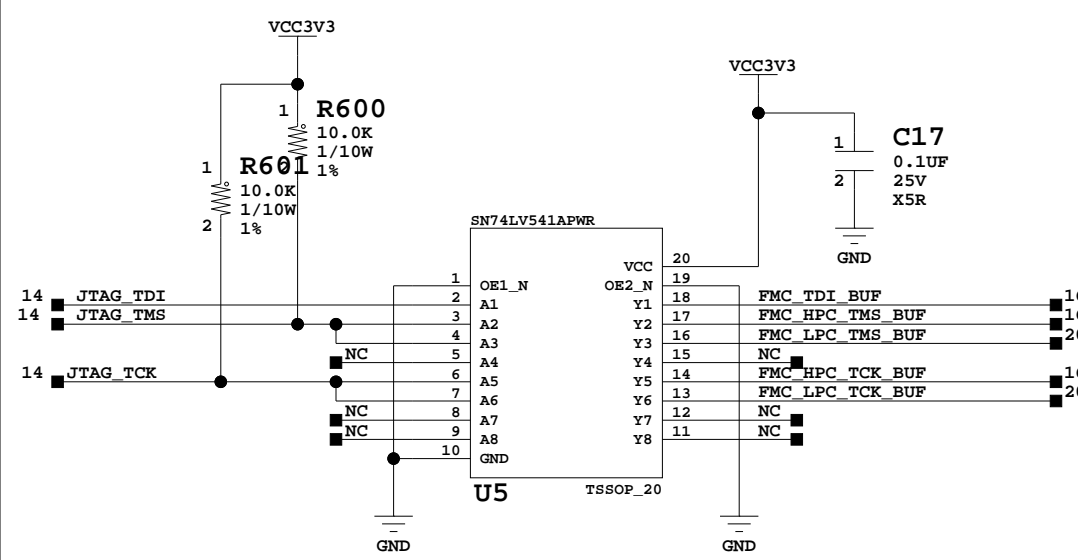 VCC3V3
VCC3V3
1
R600
10.0K
1/10W
2
1%
1
R601
10.0K
1/10W
2
1%
1
C17
0.1UF
2
25V
X5R
GND
SN74LV541APWR
VCC 20
1 OE1_N
OE2_N 19
14 JTAG_TDI 2 A1
Y1 18 FMC_TDI_BUF
14 JTAG_TMS 3 A2
Y2 17 FMC_HPC_TMS_BUF
4 A3
Y3 16 FMC_LPC_TMS_BUF
NC 5 A4
Y4 15 NC
14 JTAG_TCK 6 A5
Y5 14 FMC_HPC_TCK_BUF
7 A6
Y6 13 FMC_LPC_TCK_BUF
NC 8 A7
Y7 12 NC
NC 9 A8
Y8 11 NC
10 GND
U5
TSSOP_20
GND
GND